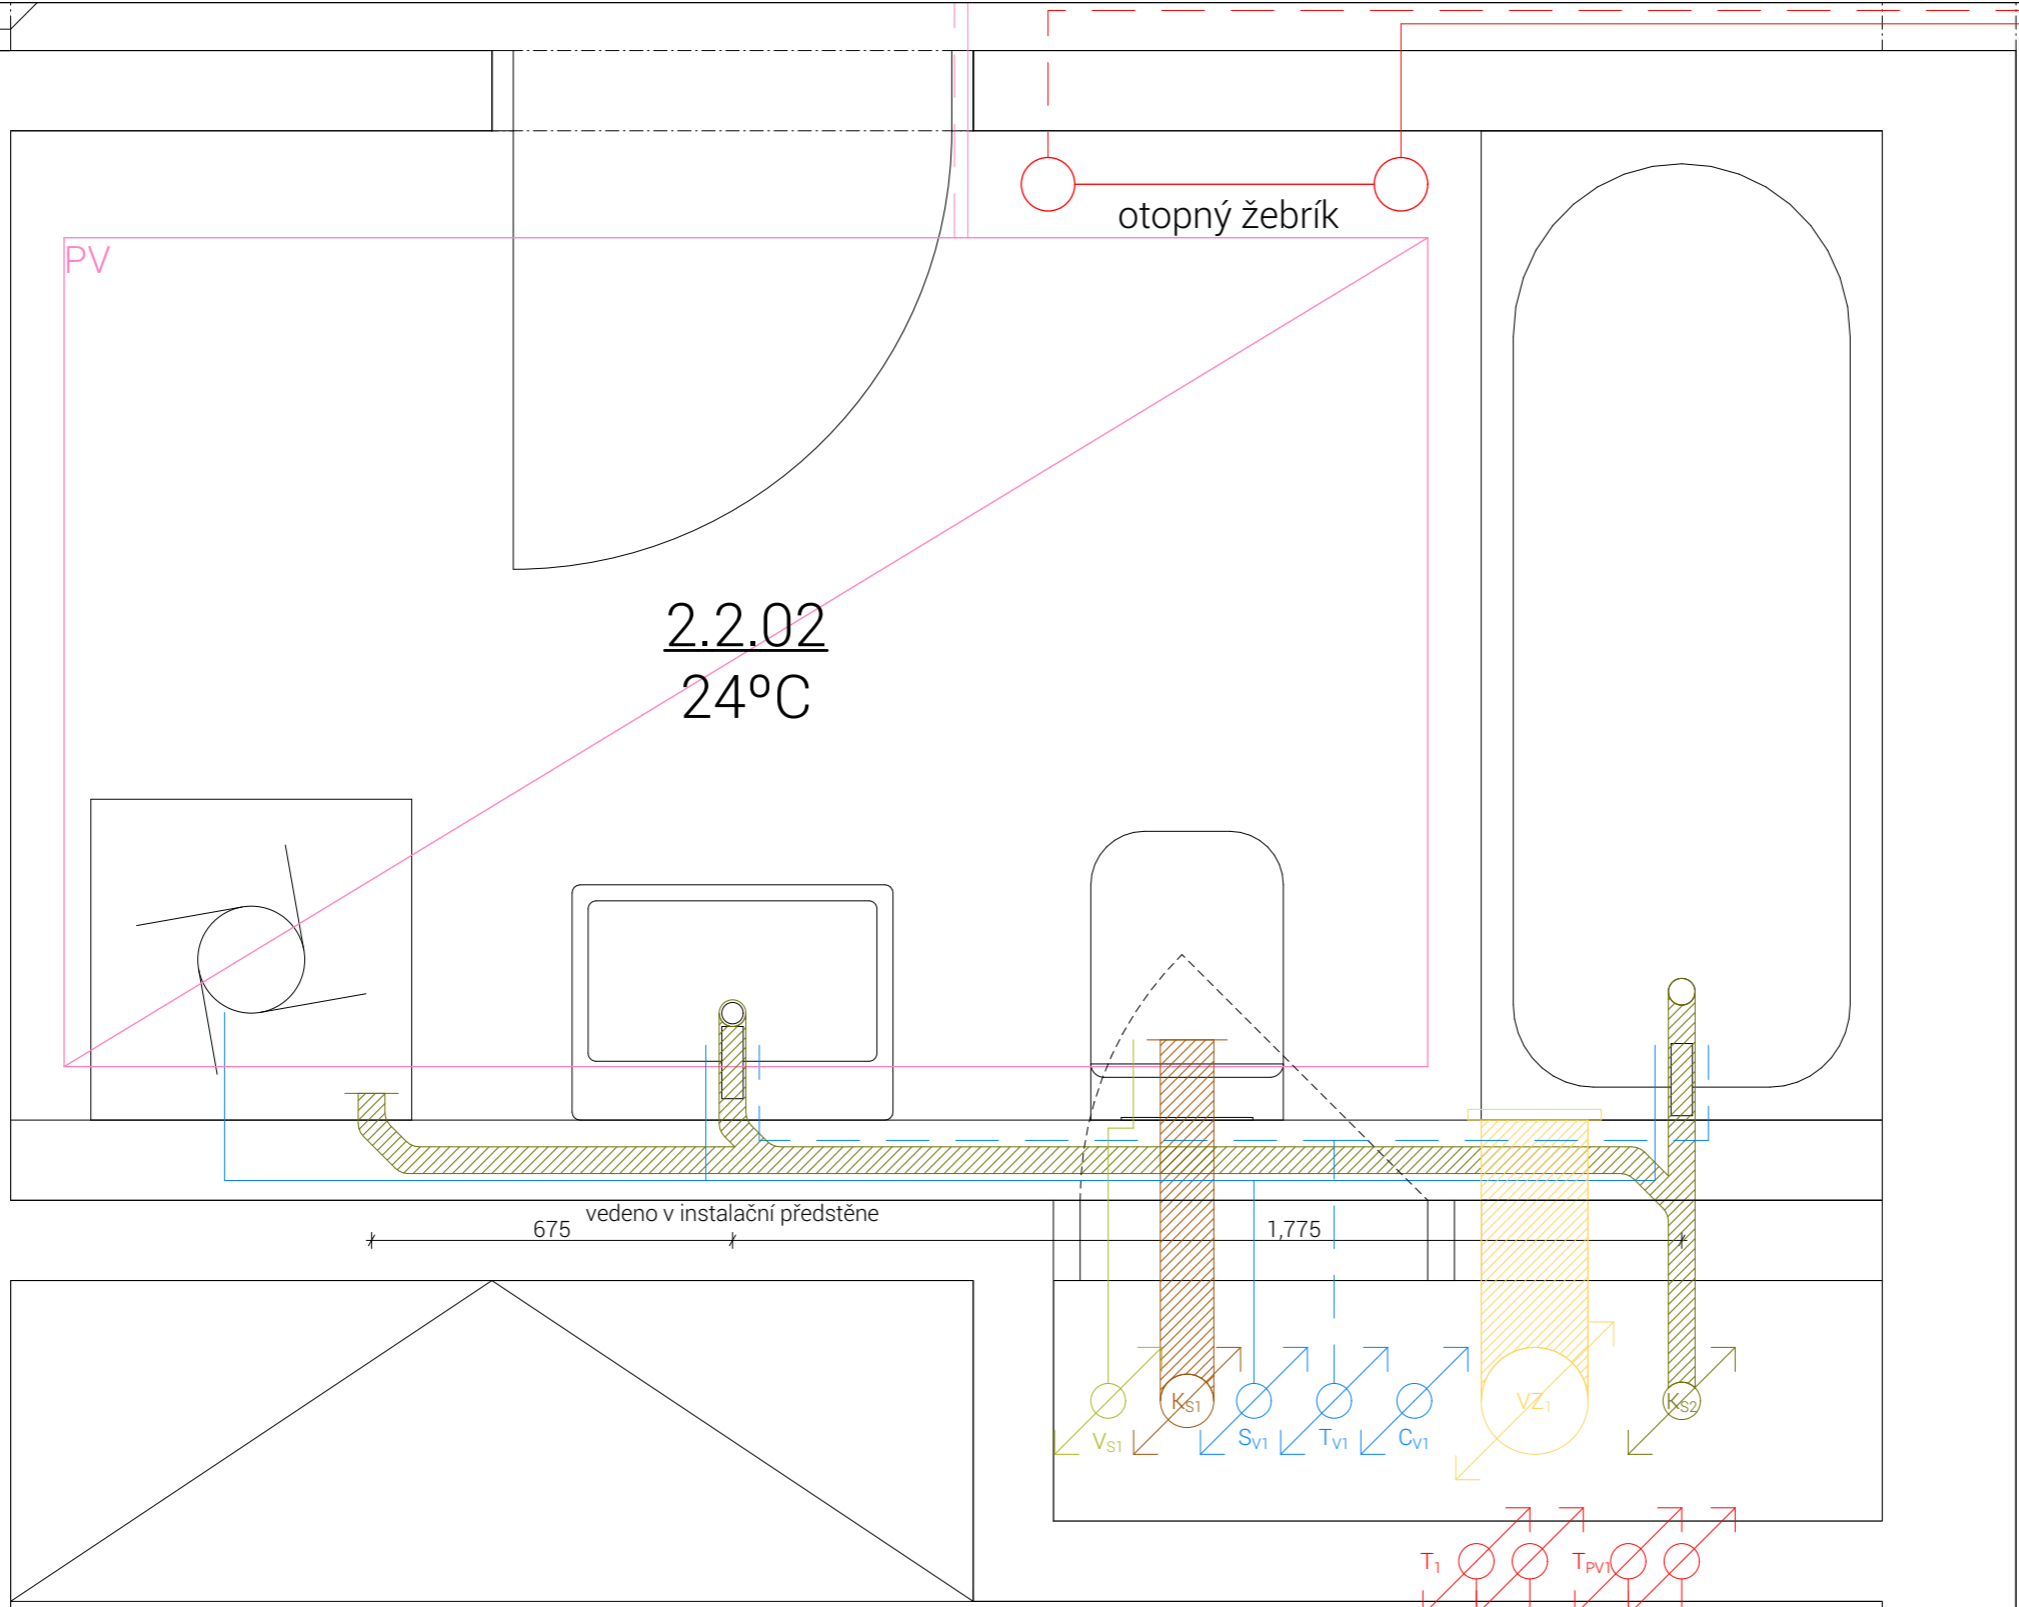 otopný žebrík
PV
2.2.02
24ºC
vedeno v instalační předstěne
675
1,775
KS1
VZ1
KS2
VS1
SV1
TV1
CV1
T1
TPV1